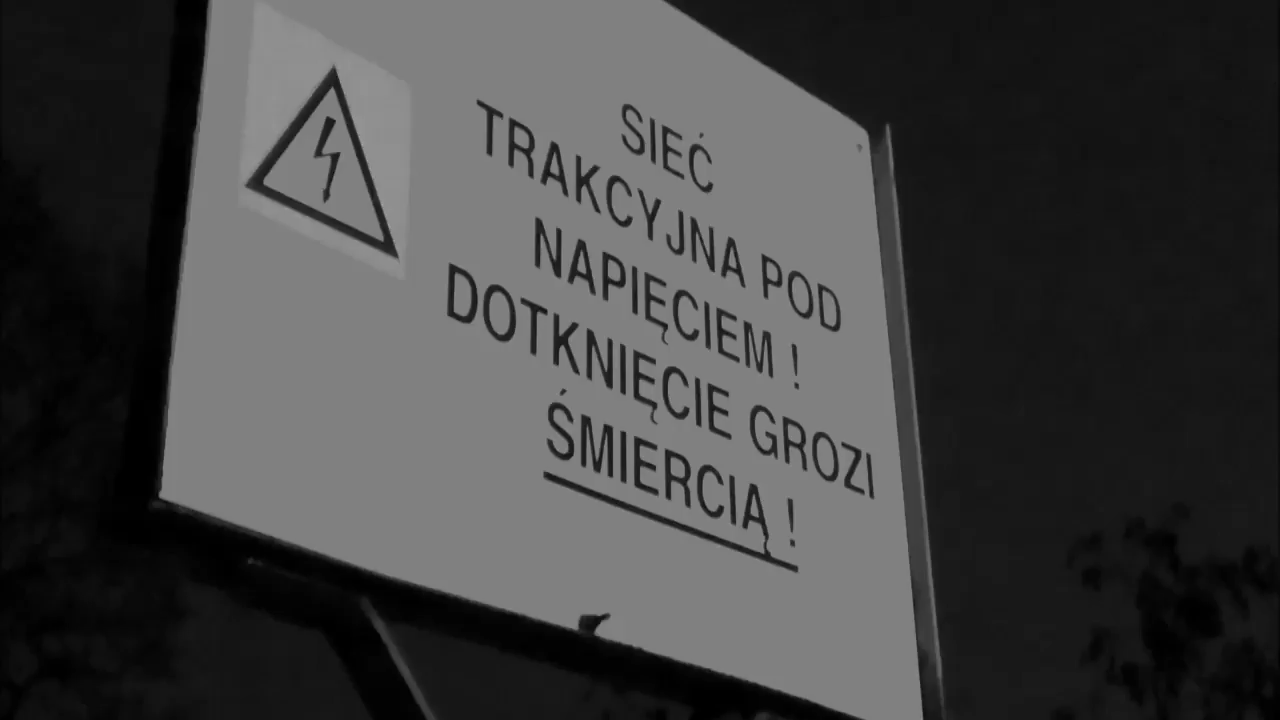 SIEĆ
TRAKCYJNA POD
NAPIĘCIEM !
DOTKNIĘCIE GROZI
ŚMIERCIĄ !